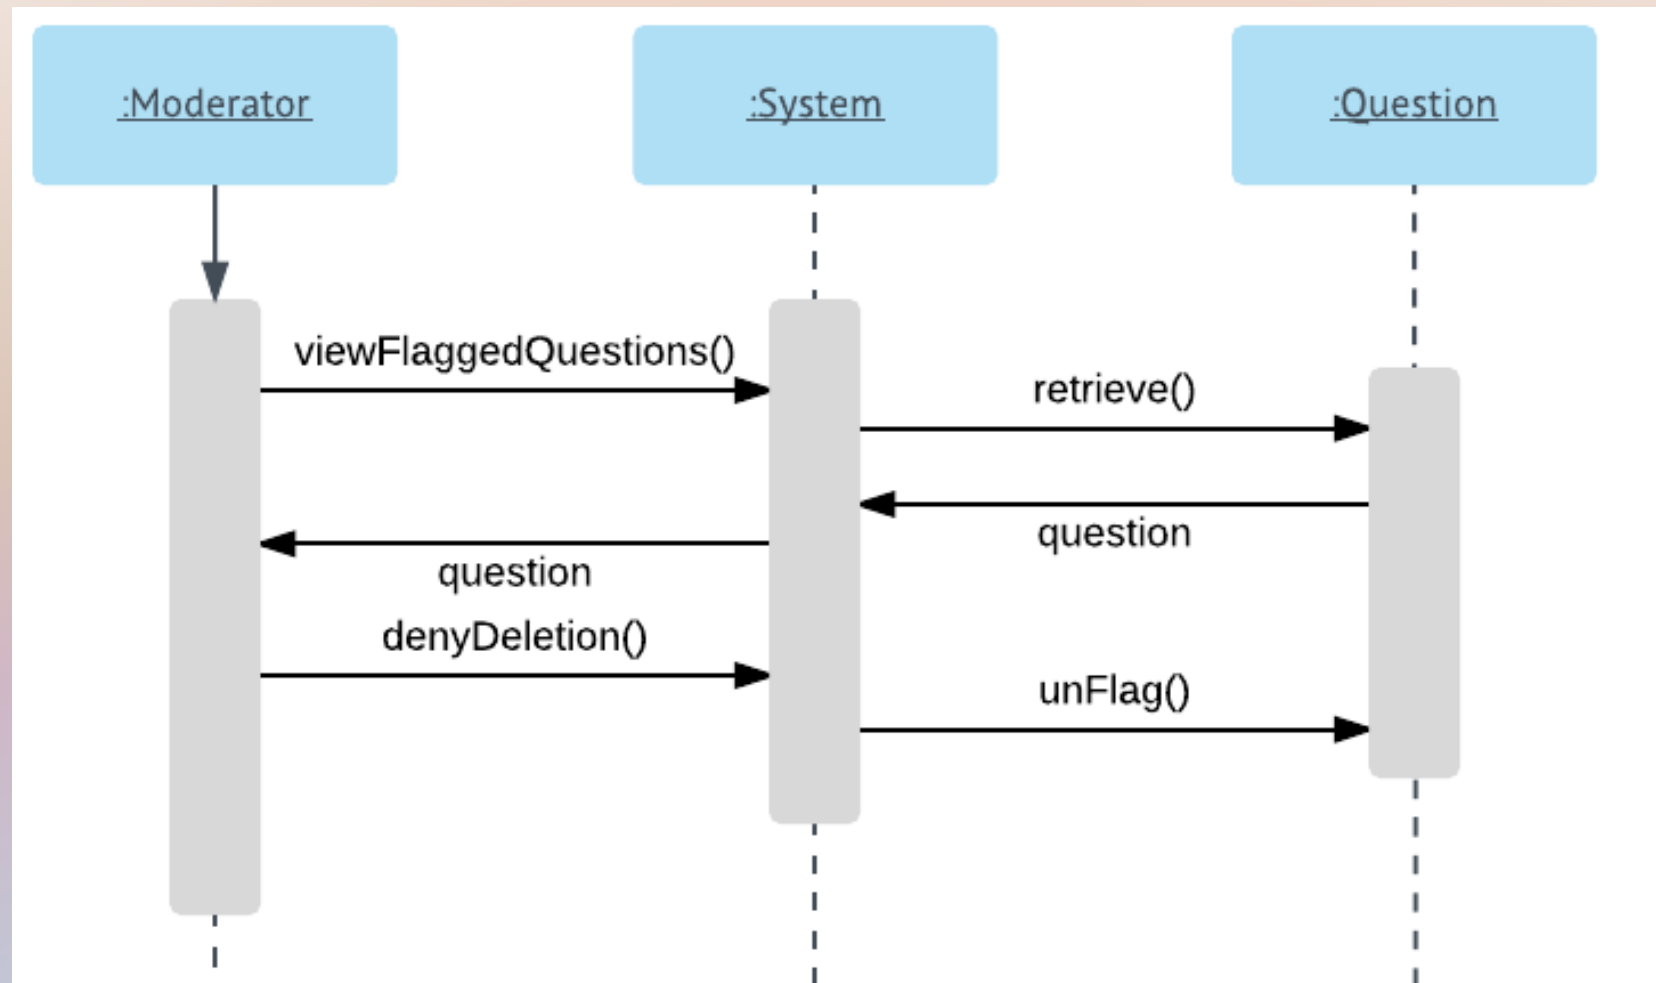 :Moderator
:System
:Question
viewFlaggedQuestions()
retrieve()
question
question
denyDeletion()
unFlag()